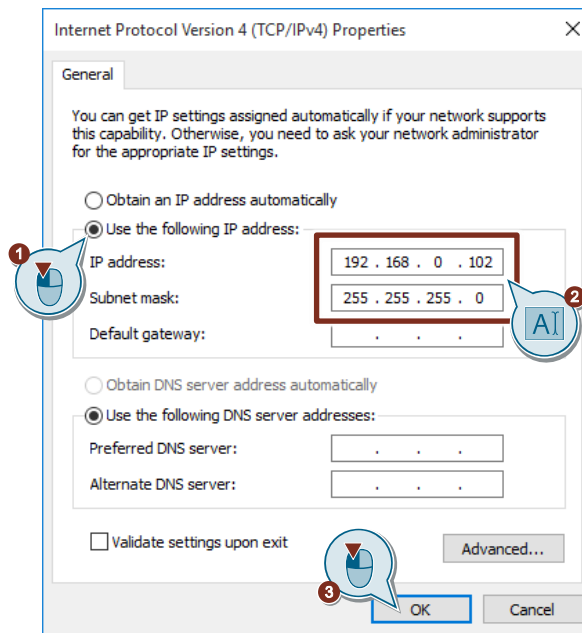 Internet Protocol Version 4 (TCP/IPv4) Properties
General
You can get IP settings assigned automatically if your network supports
this capability. Otherwise, you need to ask your network administrator
for the appropriate IP settings.
Obtain an IP address automatically
Use the following IP address:
1
IP address: 192 . 168 . 0 . 102
Subnet mask: 255 . 255 . 255 . 0
2
A
Default gateway: . . .
Obtain DNS server address automatically
Use the following DNS server addresses:
Preferred DNS server: . . .
Alternate DNS server: . . .
Validate settings upon exit
Advanced...
3
OK Cancel